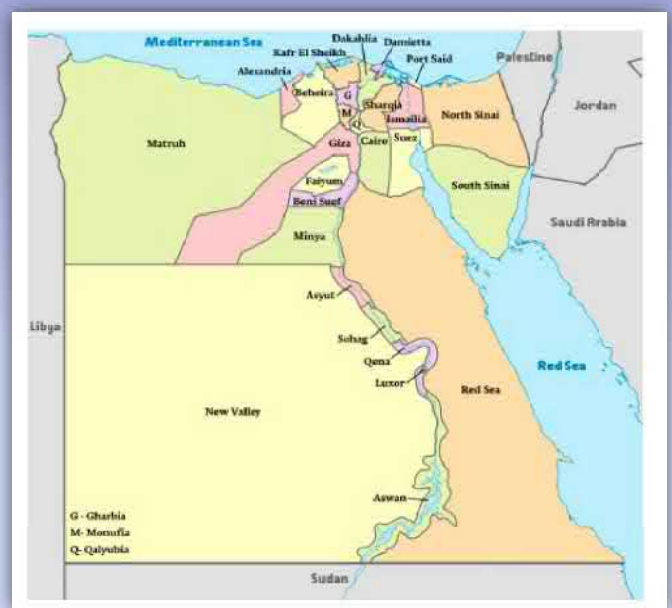 Mediterranean Sea
Dakahlia
Damietta
Kafr El Sheikh
Port Said
Palestine
Alexandria
Beheira
G
Sharqia
M
Ismailia
North Sinai
Jordan
Q
Matruh
Giza
Cairo
Suez
Faiyum
South Sinai
Beni Suef
Saudi Arabia
Minya
Asyut
Libya
Sohag
Qena
Red Sea
Luxor
Red Sea
New Valley
Aswan
G - Gharbia
M- Monufia
Q- Qalyubia
Sudan